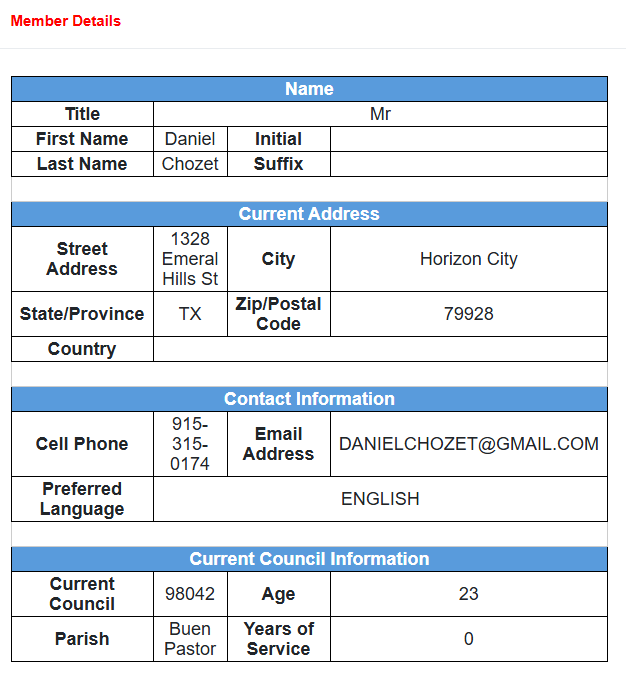 Member Details
Name
Title Mr
First Name Daniel Initial
Last Name Chozet Suffix
Current Address
Street Address 1328 Emeral Hills St City Horizon City
State/Province TX Zip/Postal Code 79928
Country
Contact Information
Cell Phone 915-315-0174 Email Address DANIELCHOZET@GMAIL.COM
Preferred Language ENGLISH
Current Council Information
Current Council 98042 Age 23
Parish Buen Pastor Years of Service 0